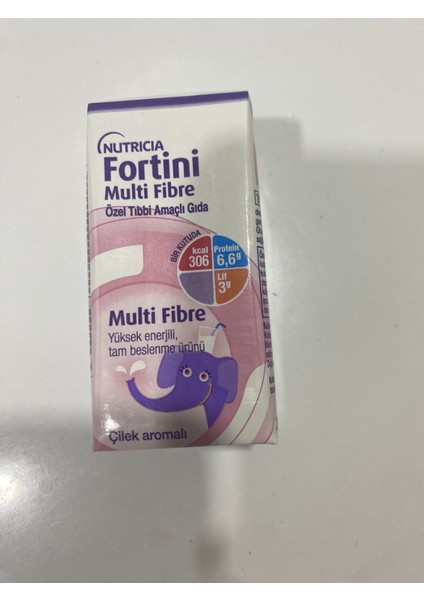 NUTRICIA
Fortini
Multi Fibre
Özel Tıbbi Amaçlı Gıda
BİR KUTUDA
kcal
306
Protein
6,6g
Lif
3g
Multi Fibre
Yüksek enerjili,
tam beslenme ürünü
Çilek aromalı